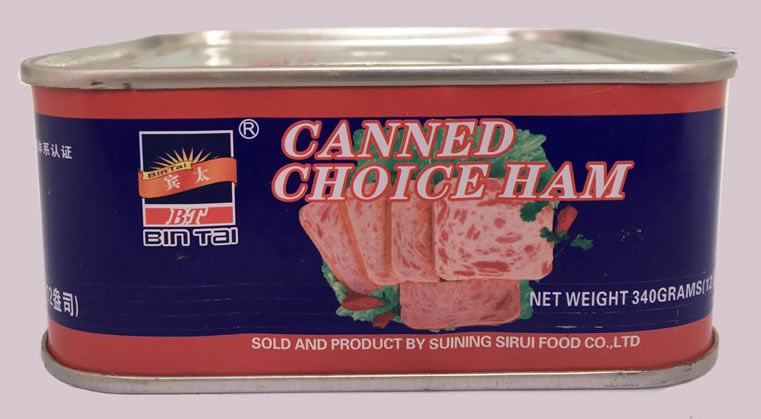 体系认证
®
CANNED
CHOICE HAM
Bin Tai
宾 太
BT
BIN TAI
2盎司)
NET WEIGHT 340GRAMS(12
SOLD AND PRODUCT BY SUINING SIRUI FOOD CO.,LTD